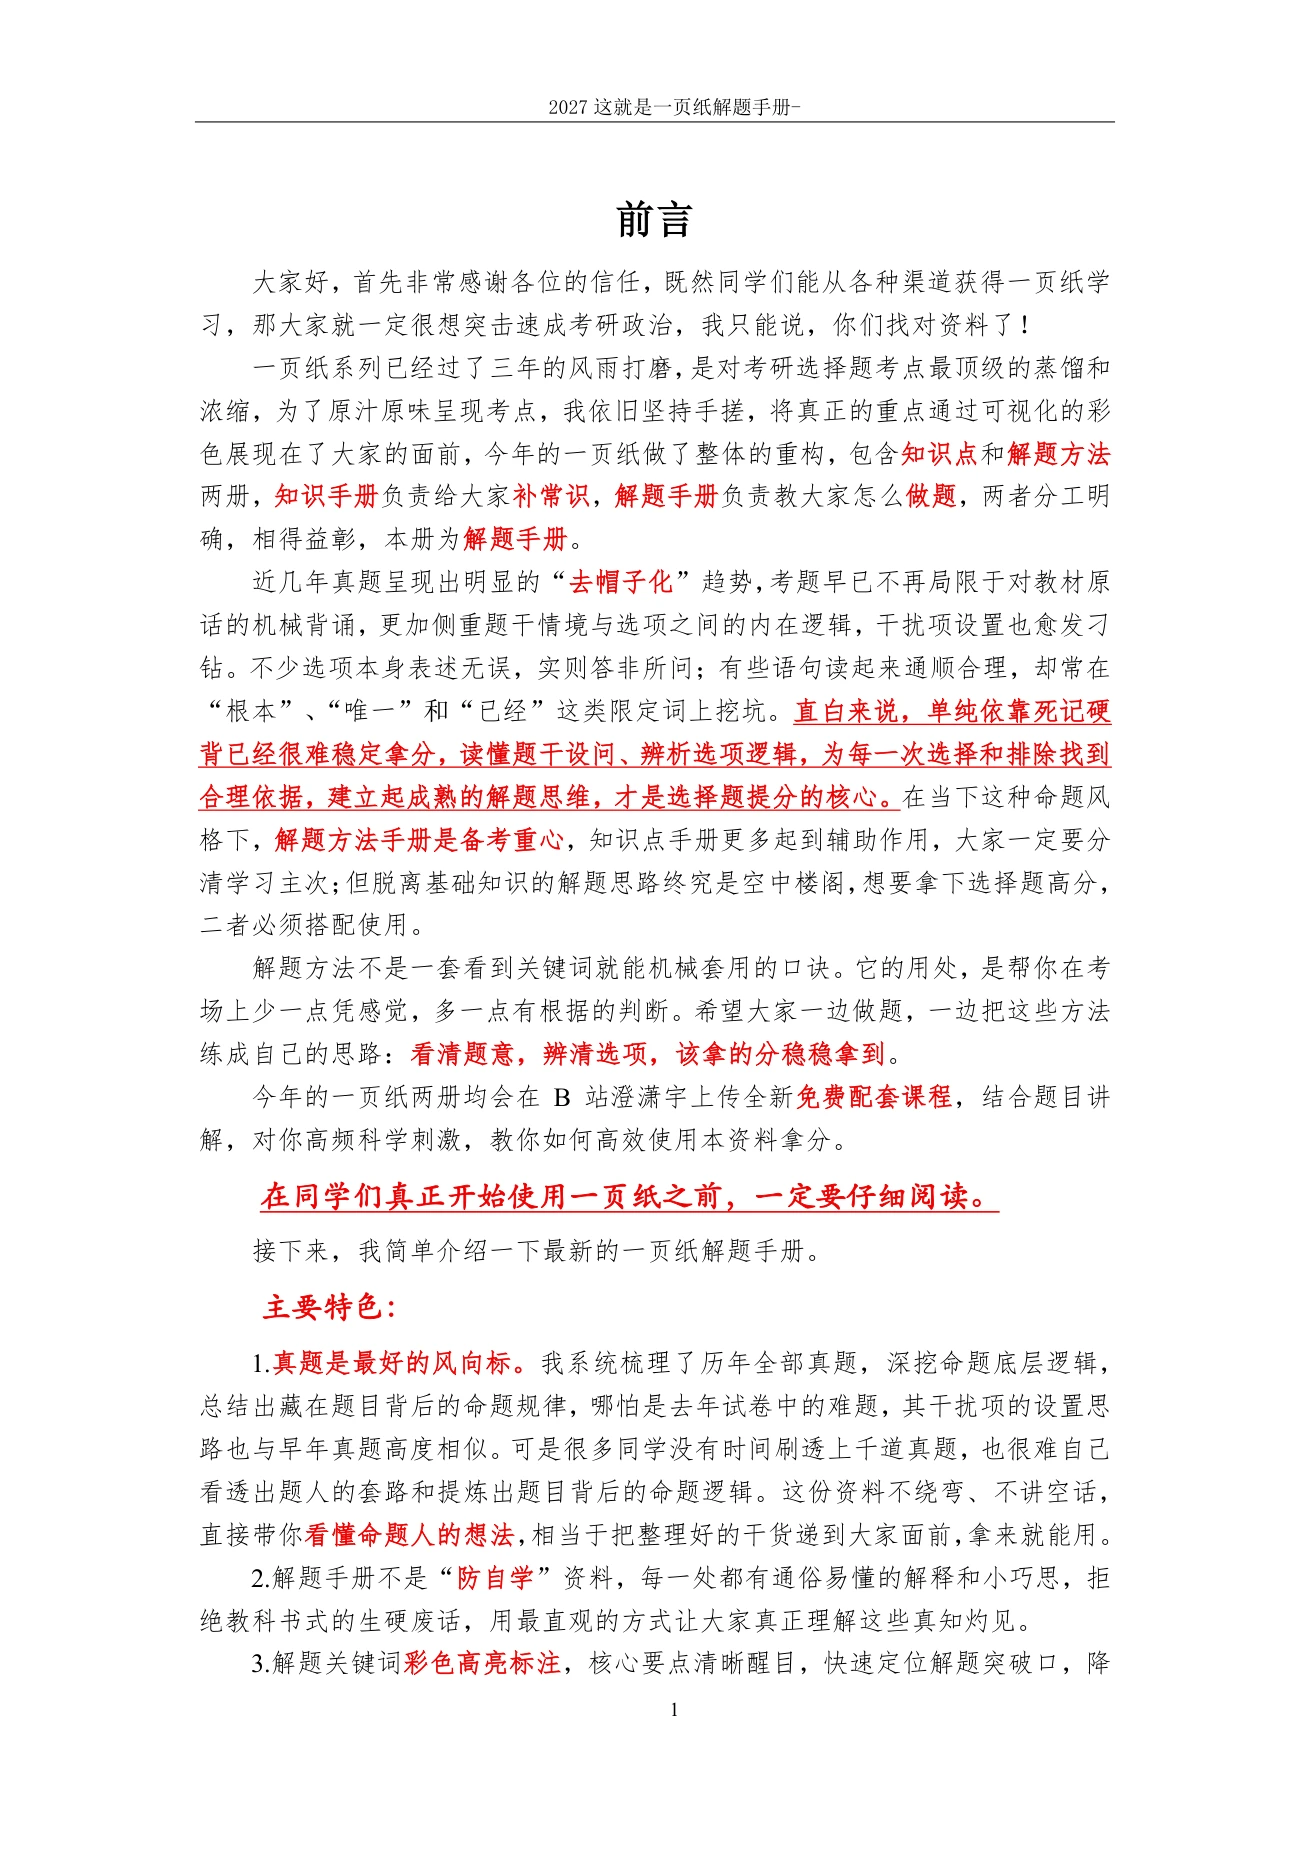 2027 这就是一页纸解题手册-
前言
大家好，首先非常感谢各位的信任，既然同学们能从各种渠道获得一页纸学
习，那大家就一定很想突击速成考研政治，我只能说，你们找对资料了！
一页纸系列已经过了三年的风雨打磨，是对考研选择题考点最顶级的蒸馏和
浓缩，为了原汁原味呈现考点，我依旧坚持手搓，将真正的重点通过可视化的彩
色展现在了大家的面前，今年的一页纸做了整体的重构，包含知识点和解题方法
两册，知识手册负责给大家补常识，解题手册负责教大家怎么做题，两者分工明
确，相得益彰，本册为解题手册。
近几年真题呈现出明显的“去帽子化”趋势，考题早已不再局限于对教材原
话的机械背诵，更加侧重题干情境与选项之间的内在逻辑，干扰项设置也愈发刁
钻。不少选项本身表述无误，实则答非所问；有些语句读起来通顺合理，却常在
“根本”、“唯一”和“已经”这类限定词上挖坑。直白来说，单纯依靠死记硬
背已经很难稳定拿分，读懂题干设问、辨析选项逻辑，为每一次选择和排除找到
合理依据，建立起成熟的解题思维，才是选择题提分的核心。在当下这种命题风
格下，解题方法手册是备考重心，知识点手册更多起到辅助作用，大家一定要分
清学习主次；但脱离基础知识的解题思路终究是空中楼阁，想要拿下选择题高分，
二者必须搭配使用。
解题方法不是一套看到关键词就能机械套用的口诀。它的用处，是帮你在考
场上少一点凭感觉，多一点有根据的判断。希望大家一边做题，一边把这些方法
练成自己的思路：看清题意，辨清选项，该拿的分稳稳拿到。
今年的一页纸两册均会在 B 站澄潇宇上传全新免费配套课程，结合题目讲
解，对你高频科学刺激，教你如何高效使用本资料拿分。
在同学们真正开始使用一页纸之前，一定要仔细阅读。
接下来，我简单介绍一下最新的一页纸解题手册。
主要特色：
1.真题是最好的风向标。我系统梳理了历年全部真题，深挖命题底层逻辑，
总结出藏在题目背后的命题规律，哪怕是去年试卷中的难题，其干扰项的设置思
路也与早年真题高度相似。可是很多同学没有时间刷透上千道真题，也很难自己
看透出题人的套路和提炼出题目背后的命题逻辑。这份资料不绕弯、不讲空话，
直接带你看懂命题人的想法，相当于把整理好的干货递到大家面前，拿来就能用。
2.解题手册不是“防自学”资料，每一处都有通俗易懂的解释和小巧思，拒
绝教科书式的生硬废话，用最直观的方式让大家真正理解这些真知灼见。
3.解题关键词彩色高亮标注，核心要点清晰醒目，快速定位解题突破口，降
1